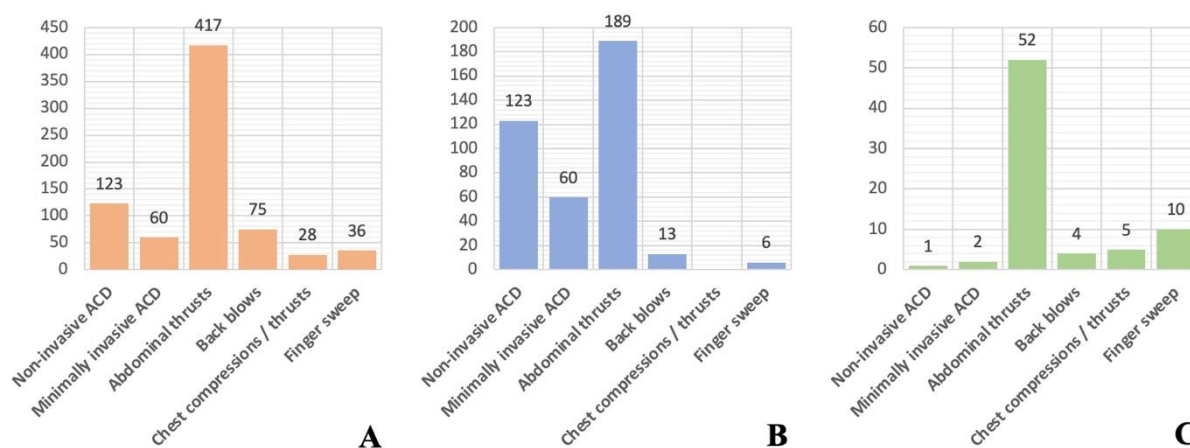 450
400
350
300
250
200
150
100
50
0
123
60
417
75
28
36
Non-invasive ACD
Minimally invasive ACD
Abdominal thrusts
Back blows
Chest compressions / thrusts
Finger sweep
A
200
180
160
140
120
100
80
60
40
20
0
123
60
189
13
6
Non-invasive ACD
Minimally invasive ACD
Abdominal thrusts
Back blows
Chest compressions / thrusts
Finger sweep
B
60
50
40
30
20
10
0
1
2
52
4
5
10
Non-invasive ACD
Minimally invasive ACD
Abdominal thrusts
Back blows
Chest compressions / thrusts
Finger sweep
C